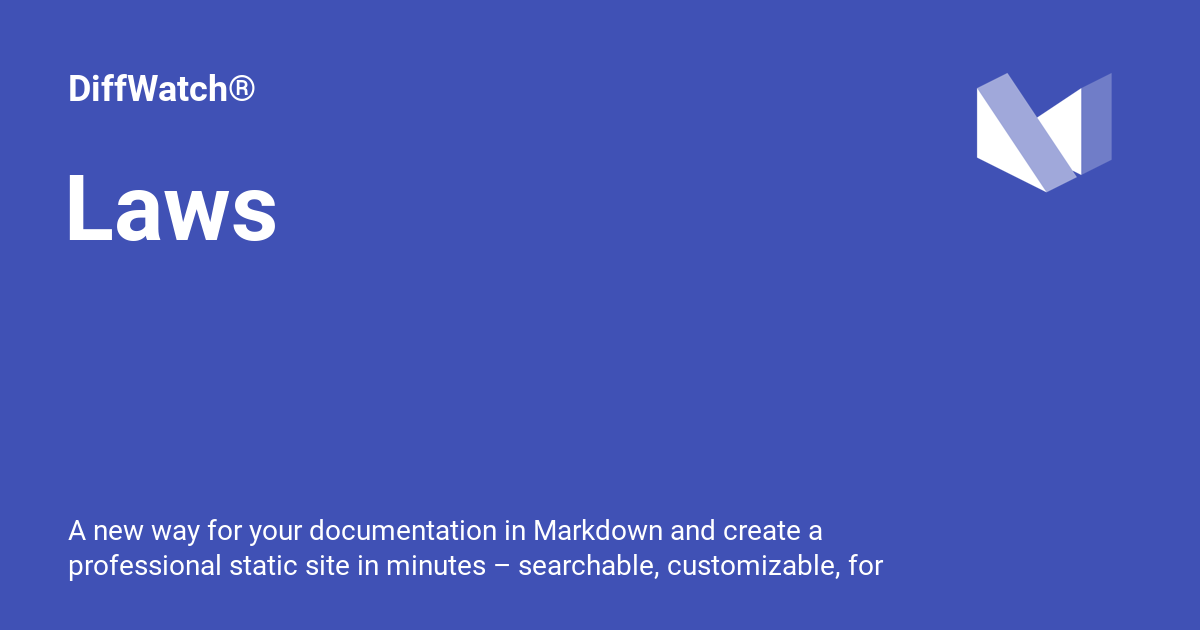 DiffWatch®
Laws
A new way for your documentation in Markdown and create a
professional static site in minutes – searchable, customizable, for